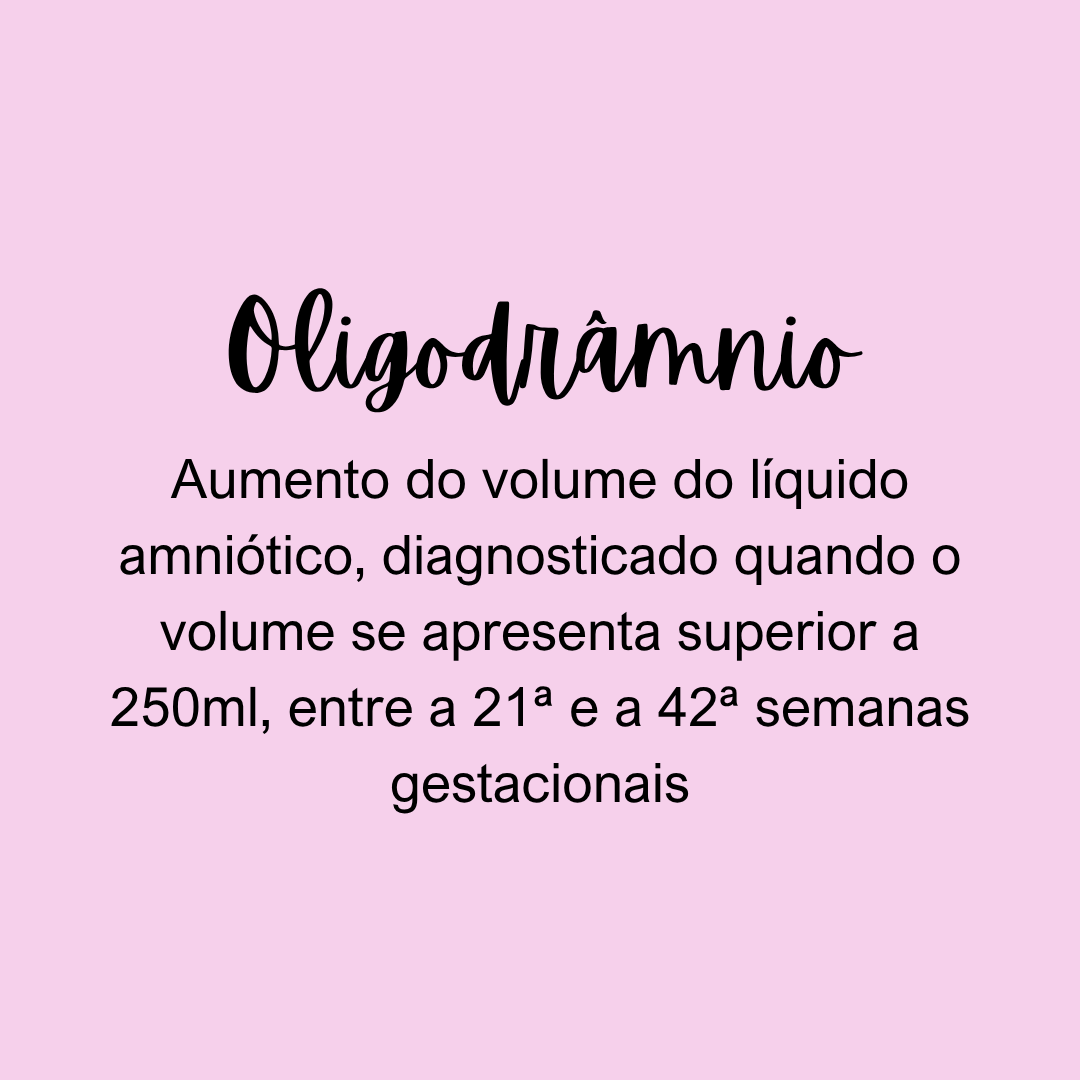 Oligodrâmnio
Aumento do volume do líquido
amniótico, diagnosticado quando o
volume se apresenta superior a
250ml, entre a 21ª e a 42ª semanas
gestacionais